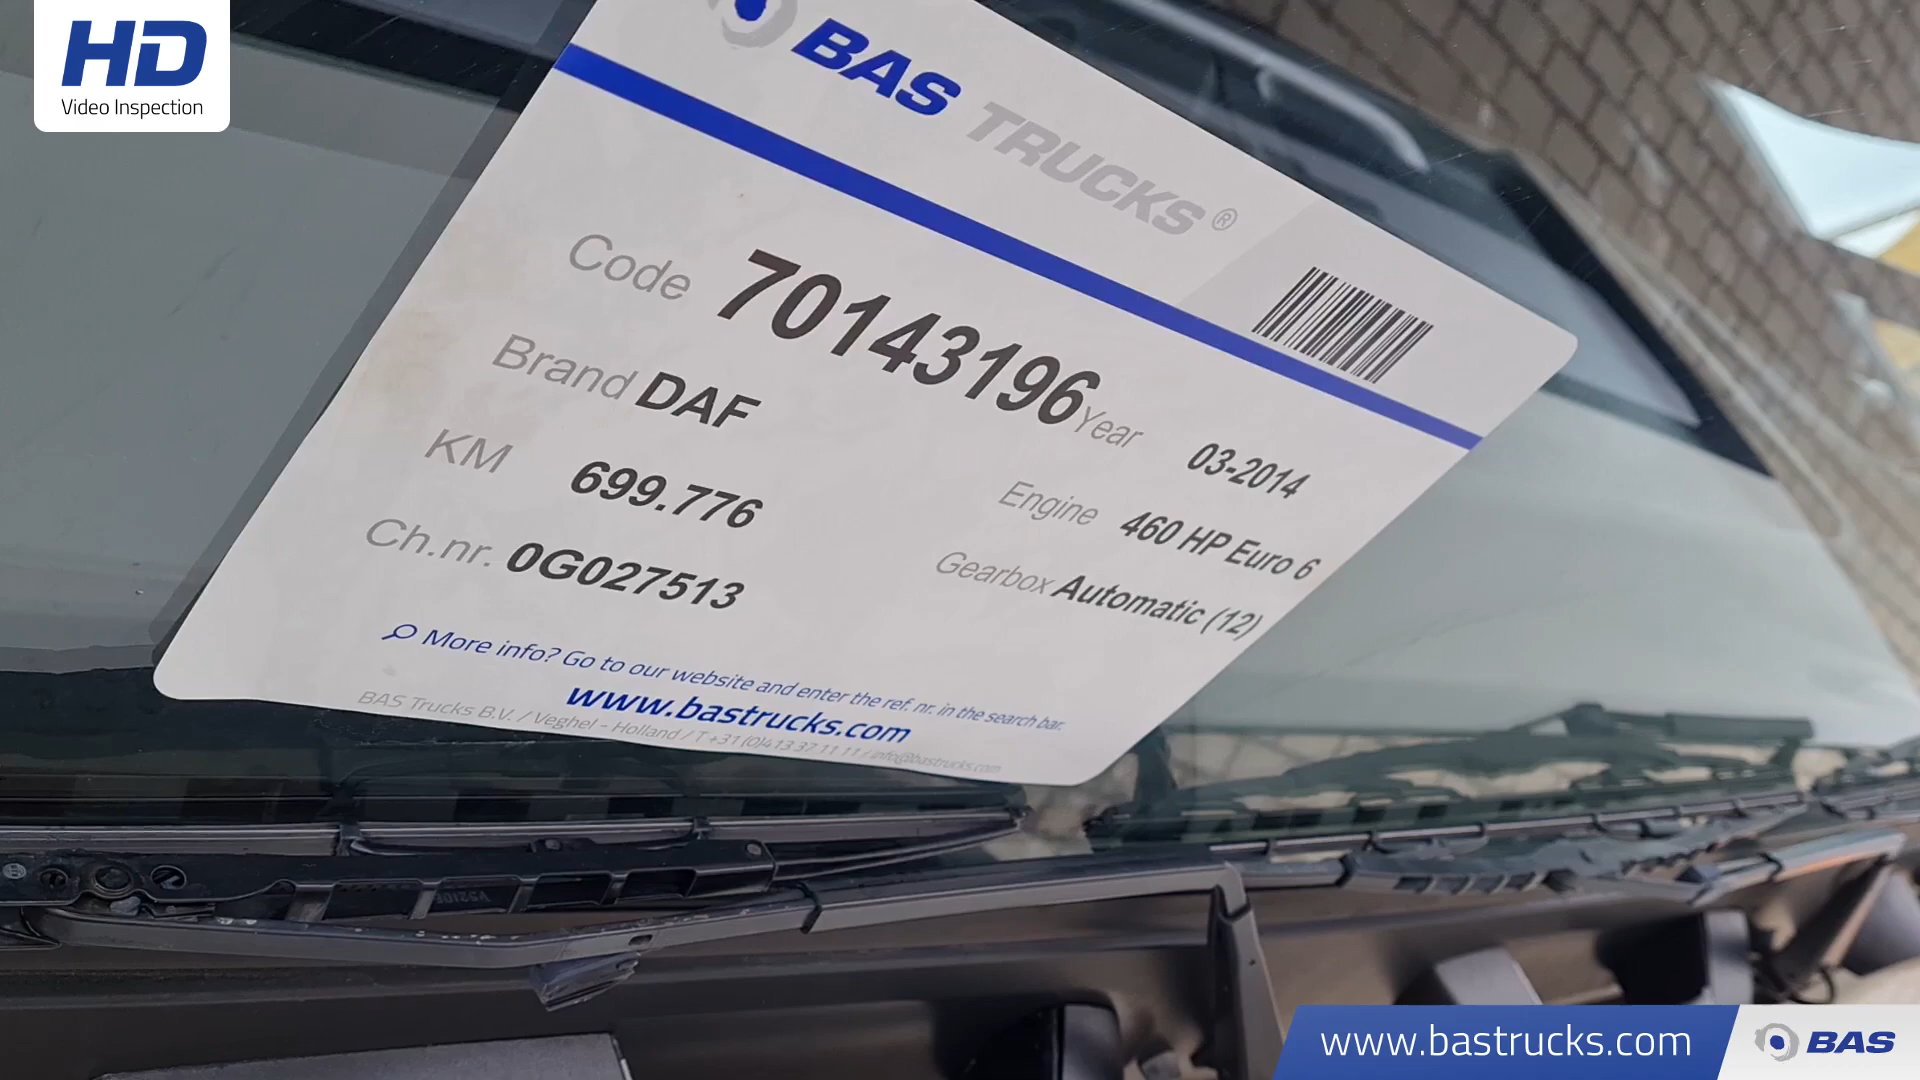 HD
Video Inspection
BAS TRUCKS®
Code 70143196
Brand DAF
Year 03-2014
KM 699.776
Engine 460 HP Euro 6
Ch.nr. 0G027513
Gearbox Automatic (12)
More info? Go to our website and enter the ref. nr. in the search bar.
www.bastrucks.com
BAS Trucks B.V. / Veghel - Holland / T +31 (0)413 37 11 11 / info@bastrucks.com
www.bastrucks.com
BAS